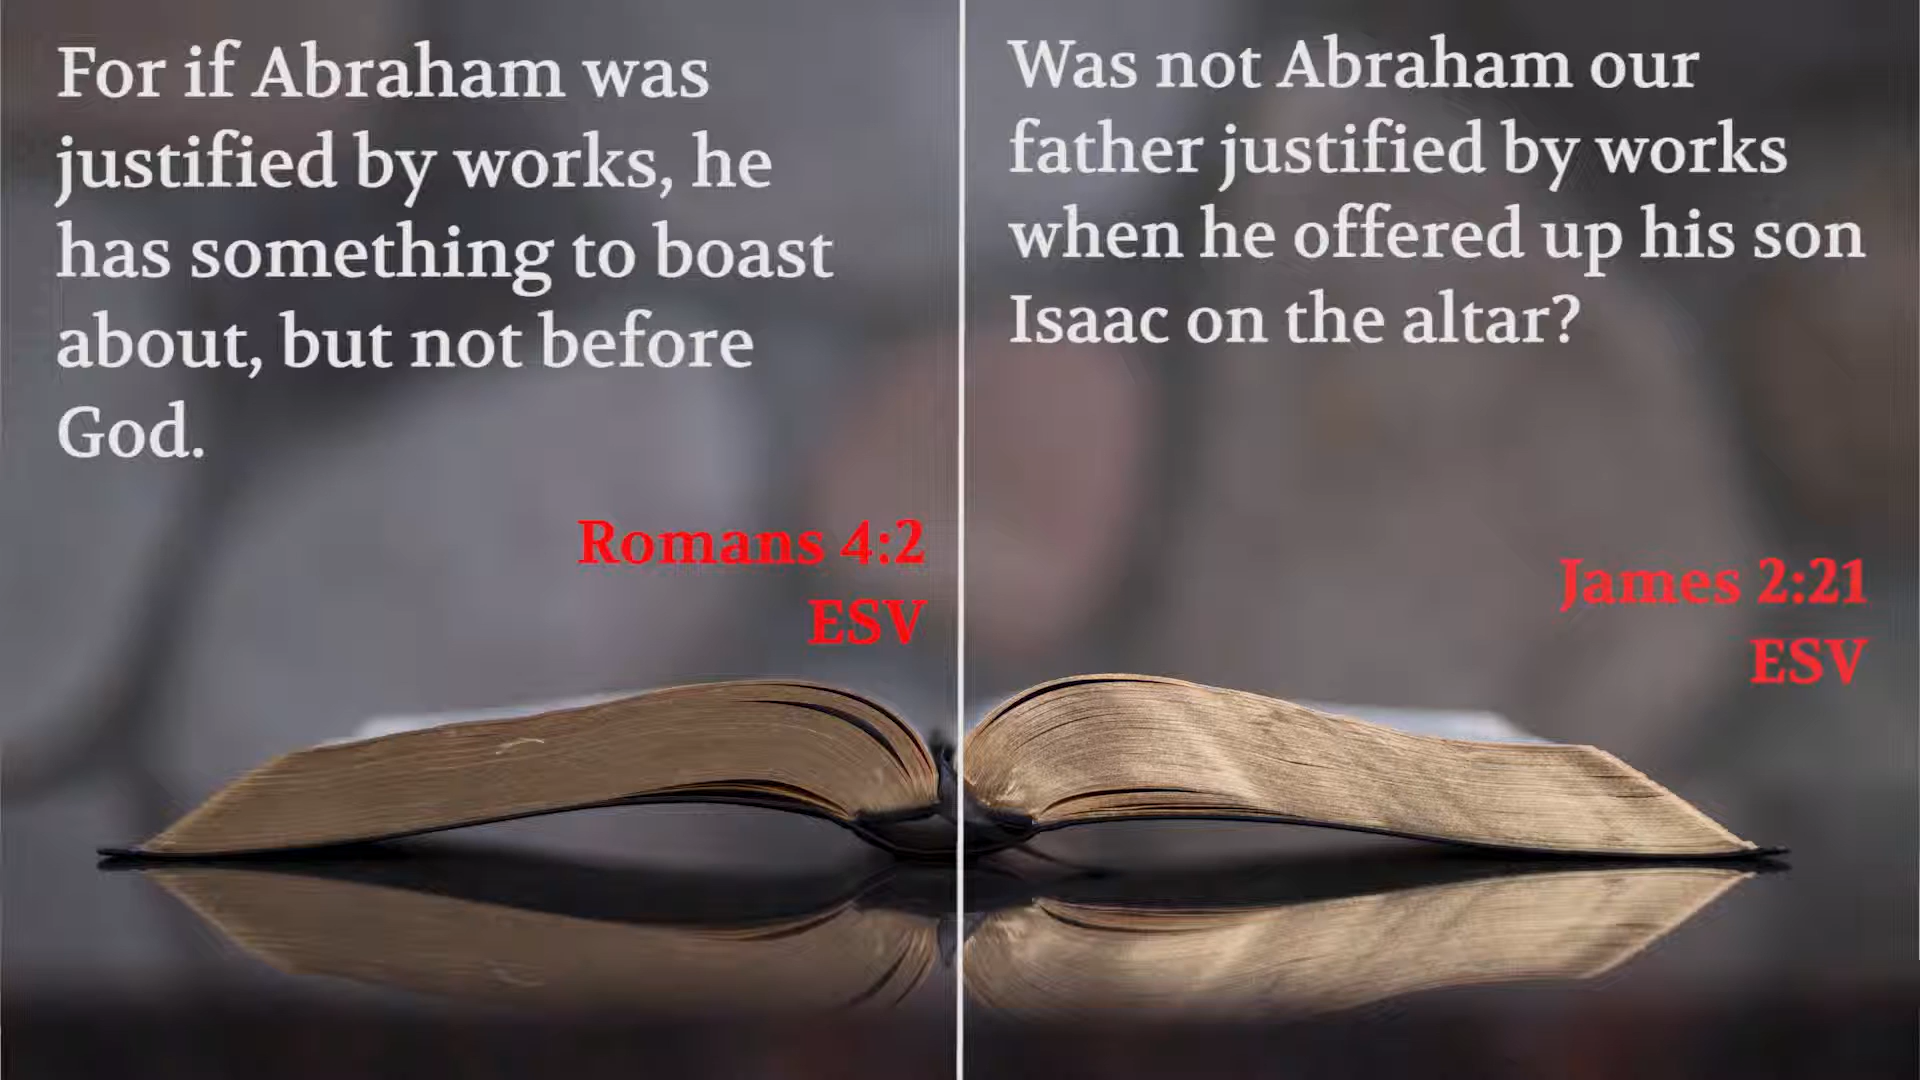 For if Abraham was
justified by works, he
has something to boast
about, but not before
God.
Romans 4:2
ESV
Was not Abraham our
father justified by works
when he offered up his son
Isaac on the altar?
James 2:21
ESV